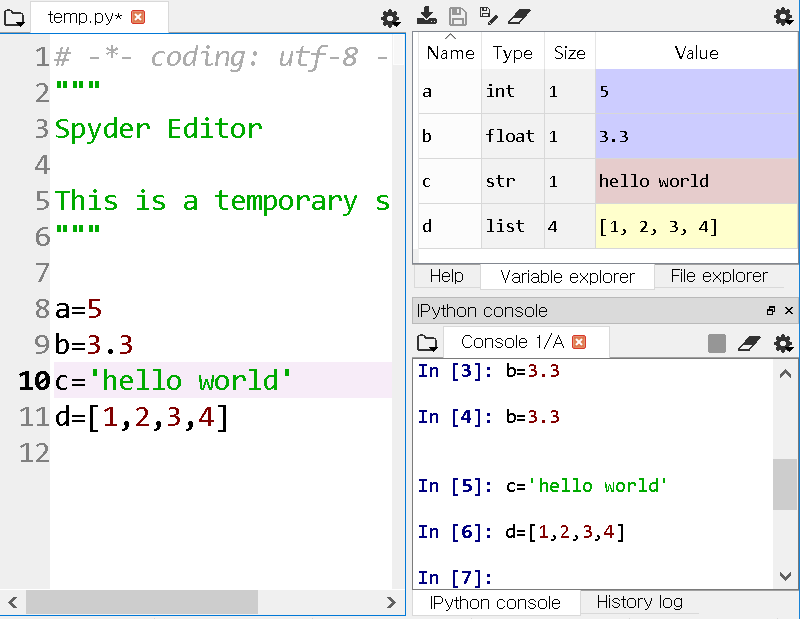 temp.py*
1 # -*- coding: utf-8 -
2 """
3 Spyder Editor
4
5 This is a temporary s
6 """
7
8 a=5
9 b=3.3
10 c='hello world'
11 d=[1,2,3,4]
12
Name Type Size Value
a int 1 5
b float 1 3.3
c str 1 hello world
d list 4 [1, 2, 3, 4]
Help Variable explorer File explorer
IPython console
Console 1/A
In [3]: b=3.3
In [4]: b=3.3
In [5]: c='hello world'
In [6]: d=[1,2,3,4]
In [7]:
IPython console History log